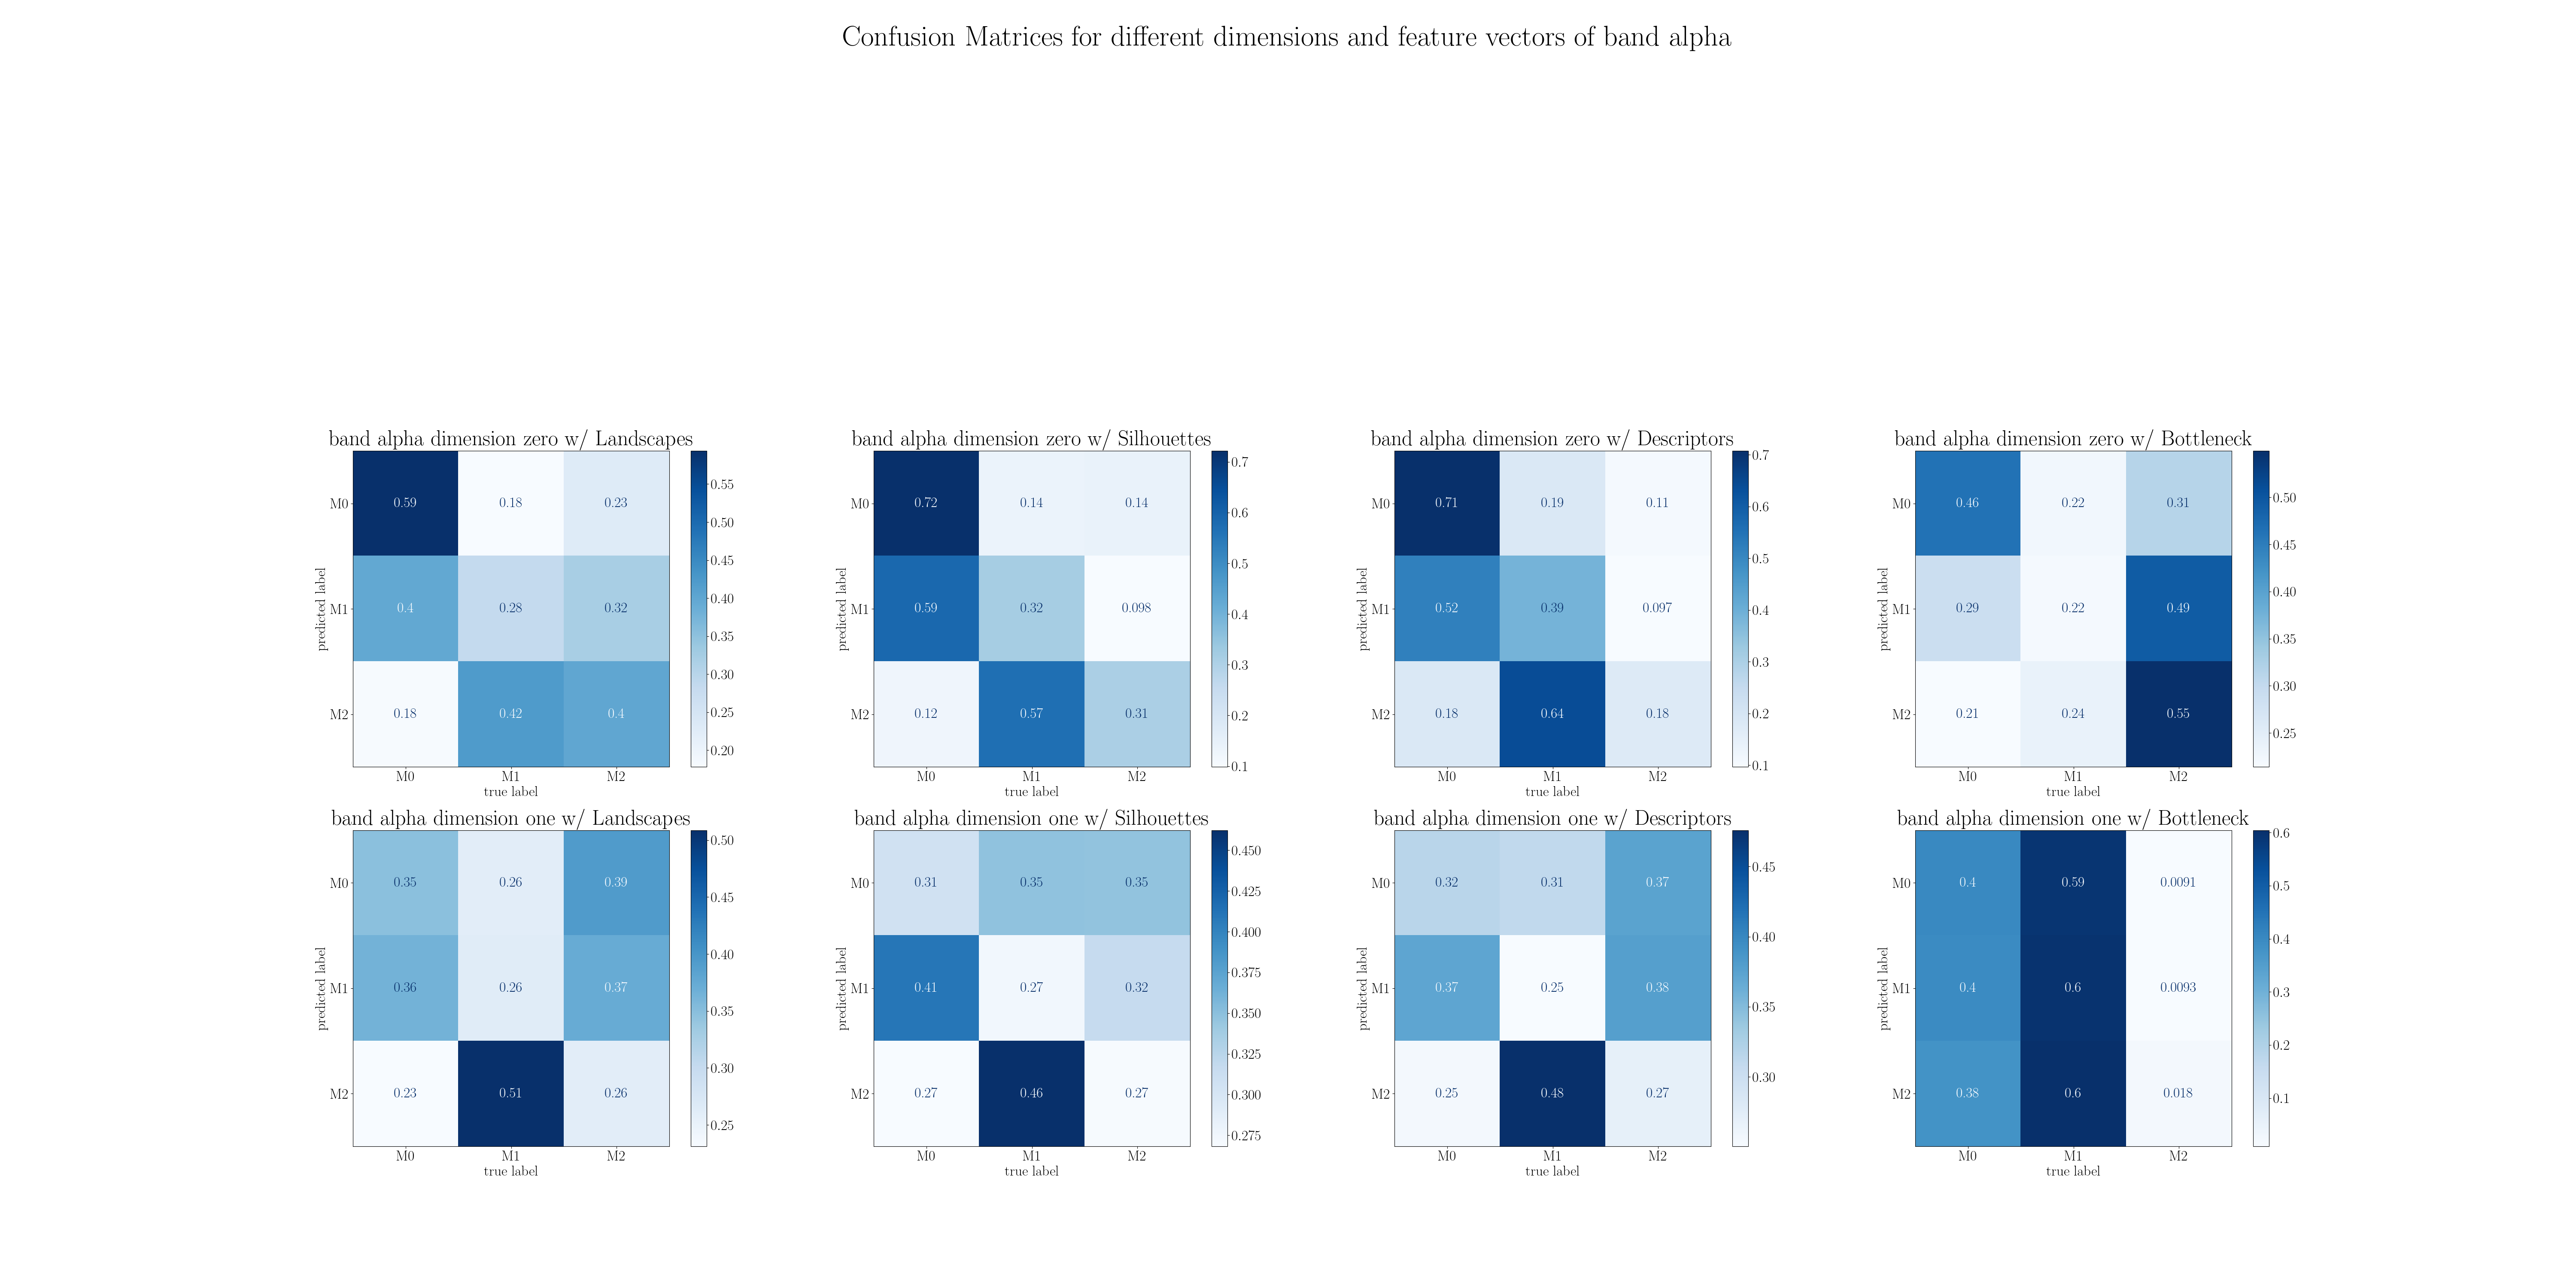 Confusion Matrices for different dimensions and feature vectors of band alpha
band alpha dimension zero w/ Landscapes
predicted label
M0 0.59 0.18 0.23
M1 0.4 0.28 0.32
M2 0.18 0.42 0.4
M0 M1 M2
true label
0.55
0.50
0.45
0.40
0.35
0.30
0.25
0.20
band alpha dimension zero w/ Silhouettes
predicted label
M0 0.72 0.14 0.14
M1 0.59 0.32 0.098
M2 0.12 0.57 0.31
M0 M1 M2
true label
0.7
0.6
0.5
0.4
0.3
0.2
0.1
band alpha dimension zero w/ Descriptors
predicted label
M0 0.71 0.19 0.11
M1 0.52 0.39 0.097
M2 0.18 0.64 0.18
M0 M1 M2
true label
0.7
0.6
0.5
0.4
0.3
0.2
0.1
band alpha dimension zero w/ Bottleneck
predicted label
M0 0.46 0.22 0.31
M1 0.29 0.22 0.49
M2 0.21 0.24 0.55
M0 M1 M2
true label
0.50
0.45
0.40
0.35
0.30
0.25
band alpha dimension one w/ Landscapes
predicted label
M0 0.35 0.26 0.39
M1 0.36 0.26 0.37
M2 0.23 0.51 0.26
M0 M1 M2
true label
0.50
0.45
0.40
0.35
0.30
0.25
band alpha dimension one w/ Silhouettes
predicted label
M0 0.31 0.35 0.35
M1 0.41 0.27 0.32
M2 0.27 0.46 0.27
M0 M1 M2
true label
0.450
0.425
0.400
0.375
0.350
0.325
0.300
0.275
band alpha dimension one w/ Descriptors
predicted label
M0 0.32 0.31 0.37
M1 0.37 0.25 0.38
M2 0.25 0.48 0.27
M0 M1 M2
true label
0.45
0.40
0.35
0.30
band alpha dimension one w/ Bottleneck
predicted label
M0 0.4 0.59 0.0091
M1 0.4 0.6 0.0093
M2 0.38 0.6 0.018
M0 M1 M2
true label
0.6
0.5
0.4
0.3
0.2
0.1